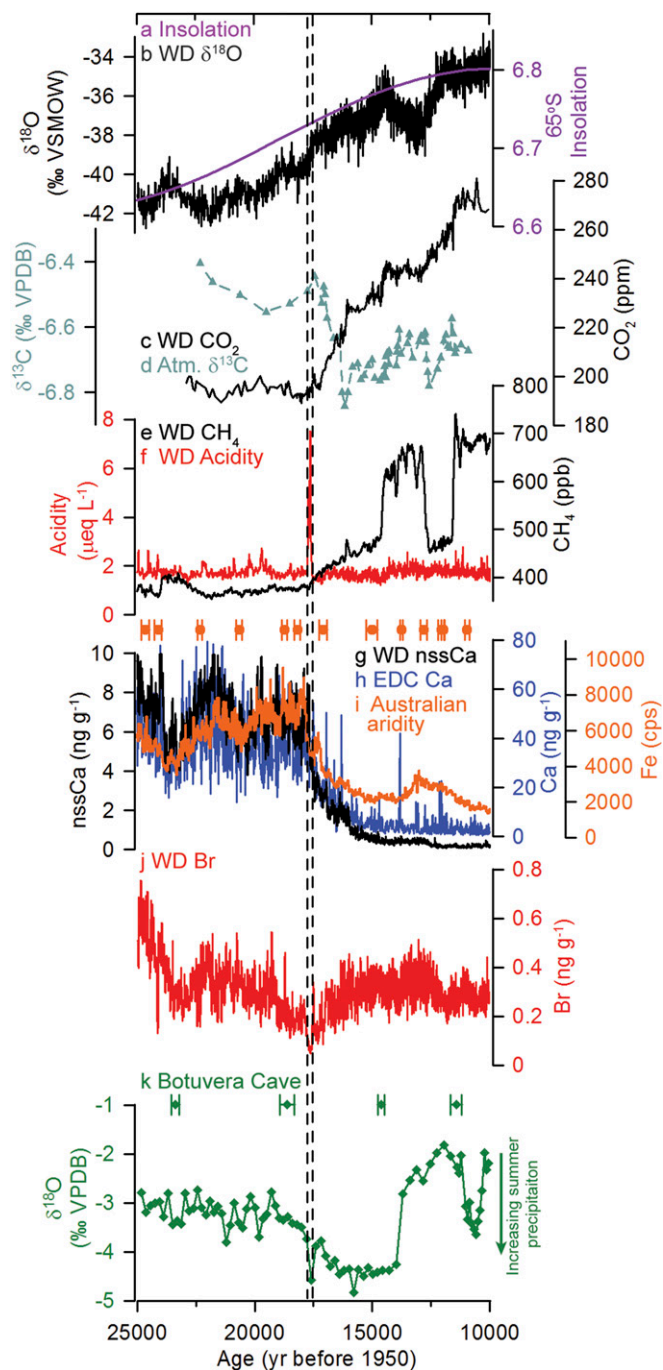 a Insolation
b WD δ¹⁸O
-34
-36
-38
-40
-42
δ¹⁸O
(‰ VSMOW)
6.8
6.7
6.6
65ºS
Insolation
-6.4
-6.6
-6.8
δ¹³C (‰ VPDB)
c WD CO₂
d Atm. δ¹³C
280
260
240
220
200
180
CO₂ (ppm)
e WD CH₄
f WD Acidity
8
6
4
2
0
Acidity
(µeq L⁻¹)
800
700
600
500
400
300
CH₄ (ppb)
g WD nssCa
h EDC Ca
i Australian
aridity
10
8
6
4
2
0
nssCa (ng g⁻¹)
80
60
40
20
0
Ca (ng g⁻¹)
10000
8000
6000
4000
2000
0
Fe (cps)
j WD Br
0.8
0.6
0.4
0.2
0
Br (ng g⁻¹)
k Botuvera Cave
-1
-2
-3
-4
-5
δ¹⁸O
(‰ VPDB)
Increasing summer
precipitaiton
25000
20000
15000
10000
Age (yr before 1950)